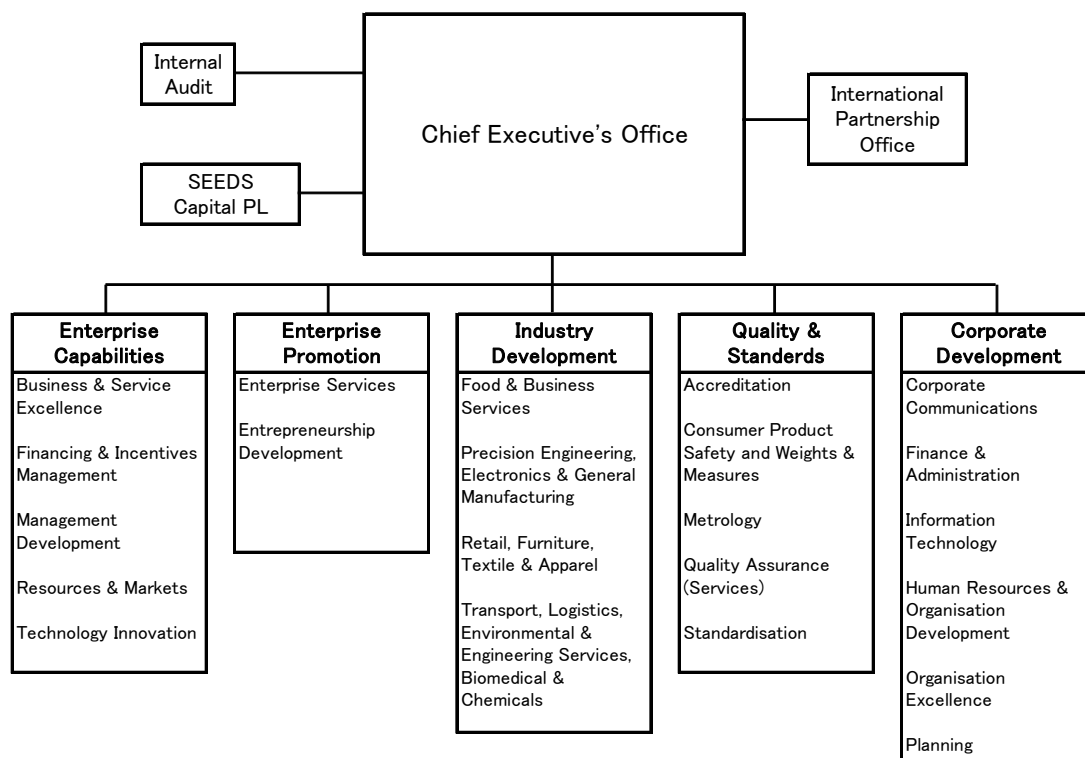 Internal
Audit
Chief Executive's Office
International
Partnership
Office
SEEDS
Capital PL
Enterprise
Capabilities
Business & Service
Excellence
Financing & Incentives
Management
Management
Development
Resources & Markets
Technology Innovation
Enterprise
Promotion
Enterprise Services
Entrepreneurship
Development
Industry
Development
Food & Business
Services
Precision Engineering,
Electronics & General
Manufacturing
Retail, Furniture,
Textile & Apparel
Transport, Logistics,
Environmental &
Engineering Services,
Biomedical &
Chemicals
Quality &
Standerds
Accreditation
Consumer Product
Safety and Weights &
Measures
Metrology
Quality Assurance
(Services)
Standardisation
Corporate
Development
Corporate
Communications
Finance &
Administration
Information
Technology
Human Resources &
Organisation
Development
Organisation
Excellence
Planning